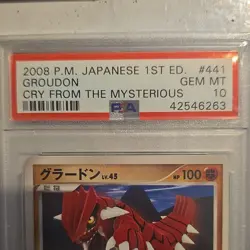 2008 P.M. JAPANESE 1ST ED. #441
GROUDON GEM MT
CRY FROM THE MYSTERIOUS 10
PSA 42546263
グラードン LV.45 HP 100